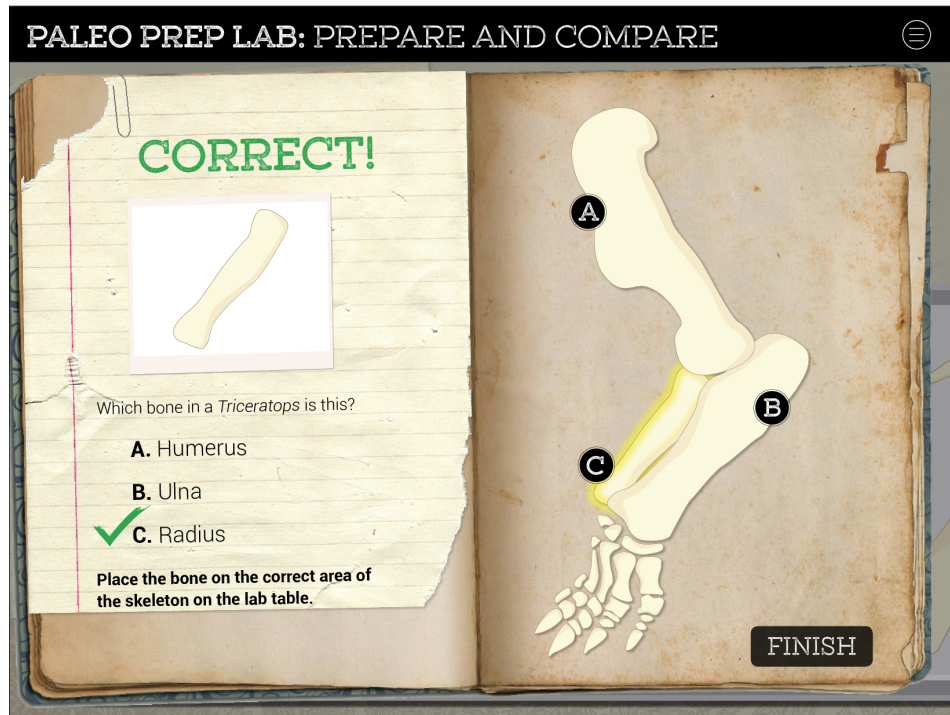 PALEO PREP LAB: PREPARE AND COMPARE
CORRECT!
Which bone in a Triceratops is this?
A. Humerus
B. Ulna
C. Radius
Place the bone on the correct area of
the skeleton on the lab table.
A
B
C
FINISH